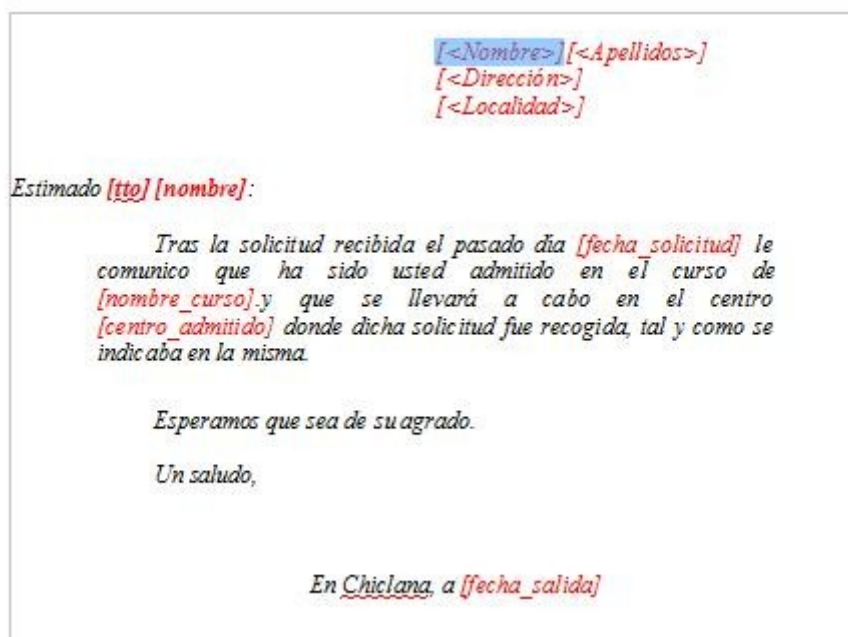 [<Nombre>][<Apellidos>]
[<Dirección>]
[<Localidad>]
Estimado [tto] [nombre]:
Tras la solicitud recibida el pasado día [fecha_solicitud] le
comunico que ha sido usted admitido en el curso de
[nombre_curso].y que se llevará a cabo en el centro
[centro_admitido] donde dicha solicitud fue recogida, tal y como se
indicaba en la misma.
Esperamos que sea de su agrado.
Un saludo,
En Chiclana, a [fecha_salida]